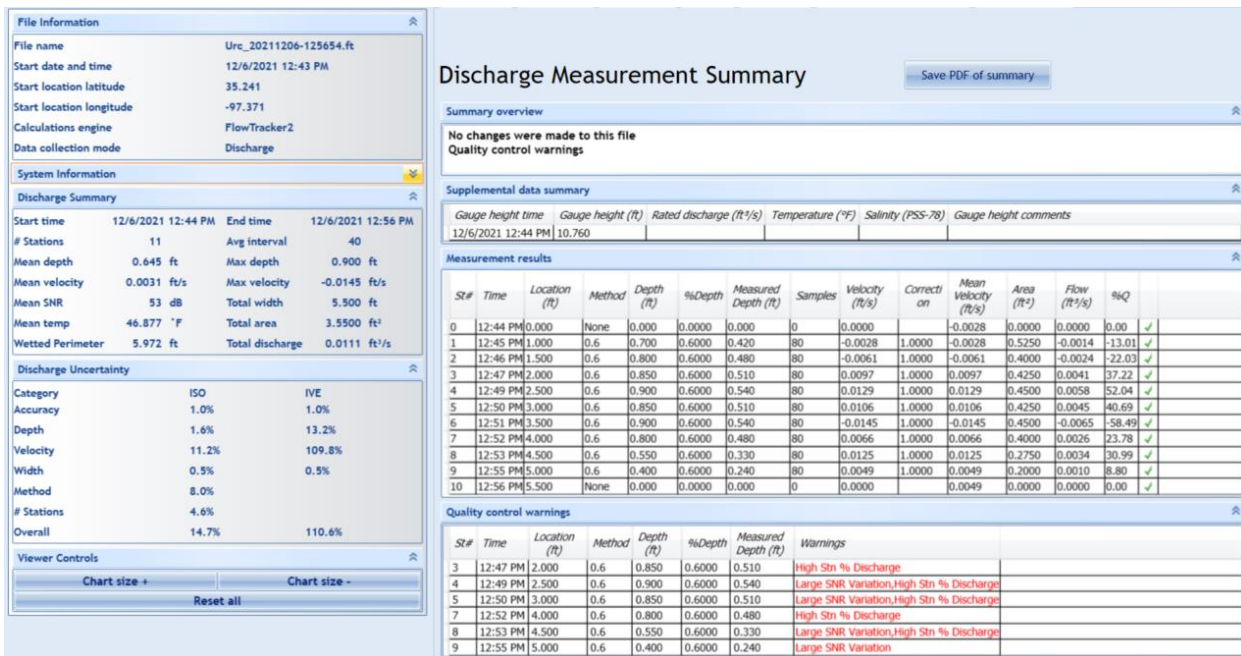 File Information
File name Urc_20211206-125654.ft
Start date and time 12/6/2021 12:43 PM
Start location latitude 35.241
Start location longitude -97.371
Calculations engine FlowTracker2
Data collection mode Discharge
System Information
Discharge Summary
Start time 12/6/2021 12:44 PM End time 12/6/2021 12:56 PM
# Stations 11 Avg interval 40
Mean depth 0.645 ft Max depth 0.900 ft
Mean velocity 0.0031 ft/s Max velocity -0.0145 ft/s
Mean SNR 53 dB Total width 5.500 ft
Mean temp 46.877 °F Total area 3.5500 ft²
Wetted Perimeter 5.972 ft Total discharge 0.0111 ft³/s
Discharge Uncertainty
Category ISO IVE
Accuracy 1.0% 1.0%
Depth 1.6% 13.2%
Velocity 11.2% 109.8%
Width 0.5% 0.5%
Method 8.0%
# Stations 4.6%
Overall 14.7% 110.6%
Viewer Controls
Chart size + Chart size -
Reset all
Discharge Measurement Summary
Save PDF of summary
Summary overview
No changes were made to this file
Quality control warnings
Supplemental data summary
Gauge height time Gauge height (ft) Rated discharge (ft³/s) Temperature (°F) Salinity (PSS-78) Gauge height comments
12/6/2021 12:44 PM 10.760
Measurement results
St# Time Location (ft) Method Depth (ft) %Depth Measured Depth (ft) Samples Velocity (ft/s) Correcti on Mean Velocity (ft/s) Area (ft²) Flow (ft³/s) %Q
0 12:44 PM 0.000 None 0.000 0.0000 0.000 0 0.0000 -0.0028 0.0000 0.0000 0.00 ✓
1 12:45 PM 1.000 0.6 0.700 0.6000 0.420 80 -0.0028 1.0000 -0.0028 0.5250 -0.0014 -13.01 ✓
2 12:46 PM 1.500 0.6 0.800 0.6000 0.480 80 -0.0061 1.0000 -0.0061 0.4000 -0.0024 -22.03 ✓
3 12:47 PM 2.000 0.6 0.850 0.6000 0.510 80 0.0097 1.0000 0.0097 0.4250 0.0041 37.22 ✓
4 12:49 PM 2.500 0.6 0.900 0.6000 0.540 80 0.0129 1.0000 0.0129 0.4500 0.0058 52.04 ✓
5 12:50 PM 3.000 0.6 0.850 0.6000 0.510 80 0.0106 1.0000 0.0106 0.4250 0.0045 40.69 ✓
6 12:51 PM 3.500 0.6 0.900 0.6000 0.540 80 -0.0145 1.0000 -0.0145 0.4500 -0.0065 -58.49 ✓
7 12:52 PM 4.000 0.6 0.800 0.6000 0.480 80 0.0066 1.0000 0.0066 0.4000 0.0026 23.78 ✓
8 12:53 PM 4.500 0.6 0.550 0.6000 0.330 80 0.0125 1.0000 0.0125 0.2750 0.0034 30.99 ✓
9 12:55 PM 5.000 0.6 0.400 0.6000 0.240 80 0.0049 1.0000 0.0049 0.2000 0.0010 8.80 ✓
10 12:56 PM 5.500 None 0.000 0.0000 0.000 0 0.0000 0.0049 0.0000 0.0000 0.00 ✓
Quality control warnings
St# Time Location (ft) Method Depth (ft) %Depth Measured Depth (ft) Warnings
3 12:47 PM 2.000 0.6 0.850 0.6000 0.510 High Stn % Discharge
4 12:49 PM 2.500 0.6 0.900 0.6000 0.540 Large SNR Variation,High Stn % Discharge
5 12:50 PM 3.000 0.6 0.850 0.6000 0.510 Large SNR Variation,High Stn % Discharge
7 12:52 PM 4.000 0.6 0.800 0.6000 0.480 High Stn % Discharge
8 12:53 PM 4.500 0.6 0.550 0.6000 0.330 Large SNR Variation,High Stn % Discharge
9 12:55 PM 5.000 0.6 0.400 0.6000 0.240 Large SNR Variation